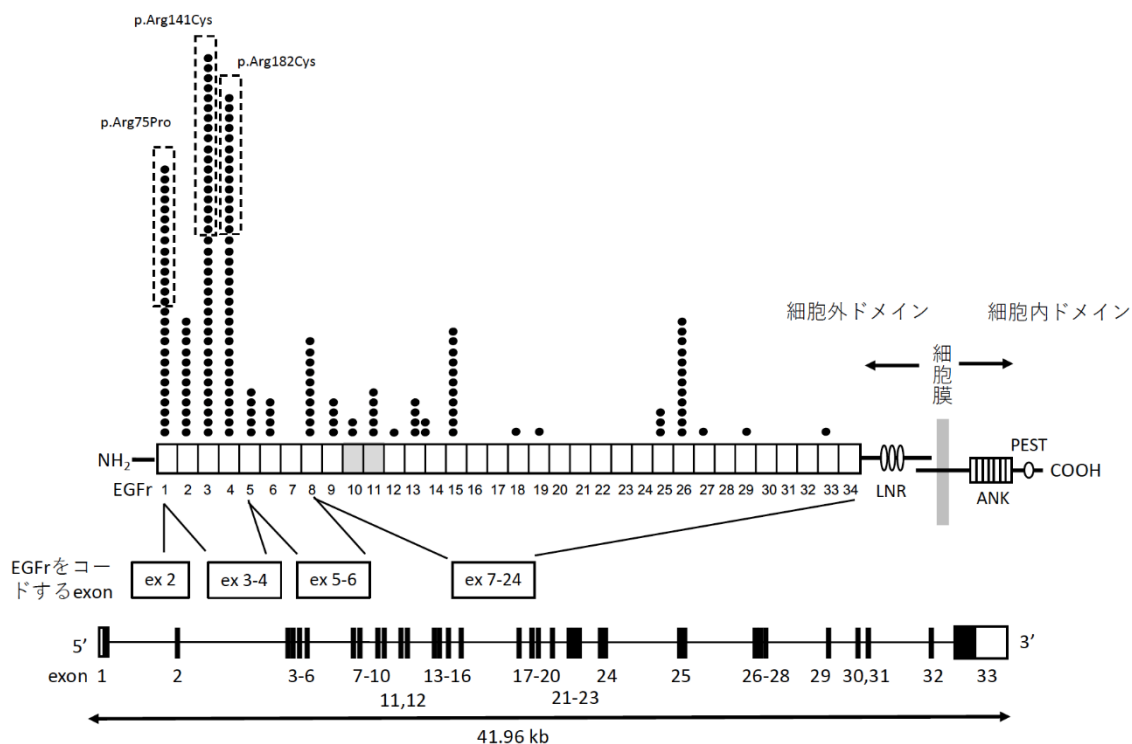 p.Arg141Cys
p.Arg182Cys
p.Arg75Pro
細胞外ドメイン
細胞内ドメイン
細胞膜
NH₂
PEST
COOH
EGFr
1 2 3 4 5 6 7 8 9 10 11 12 13 14 15 16 17 18 19 20 21 22 23 24 25 26 27 28 29 30 31 32 33 34
LNR
ANK
EGFrをコー
ドするexon
ex 2
ex 3-4
ex 5-6
ex 7-24
5’
3’
exon 1 2 3-6 7-10 13-16 17-20 24 25 26-28 29 30,31 32 33
11,12 21-23
41.96 kb